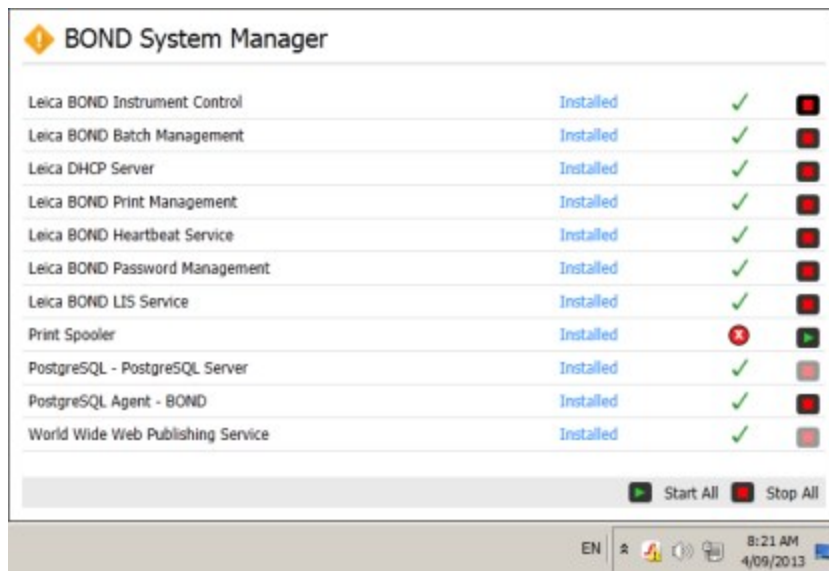 BOND System Manager
Leica BOND Instrument Control Installed
Leica BOND Batch Management Installed
Leica DHCP Server Installed
Leica BOND Print Management Installed
Leica BOND Heartbeat Service Installed
Leica BOND Password Management Installed
Leica BOND LIS Service Installed
Print Spooler Installed
PostgreSQL - PostgreSQL Server Installed
PostgreSQL Agent - BOND Installed
World Wide Web Publishing Service Installed
Start All Stop All
EN 8:21 AM
4/09/2013